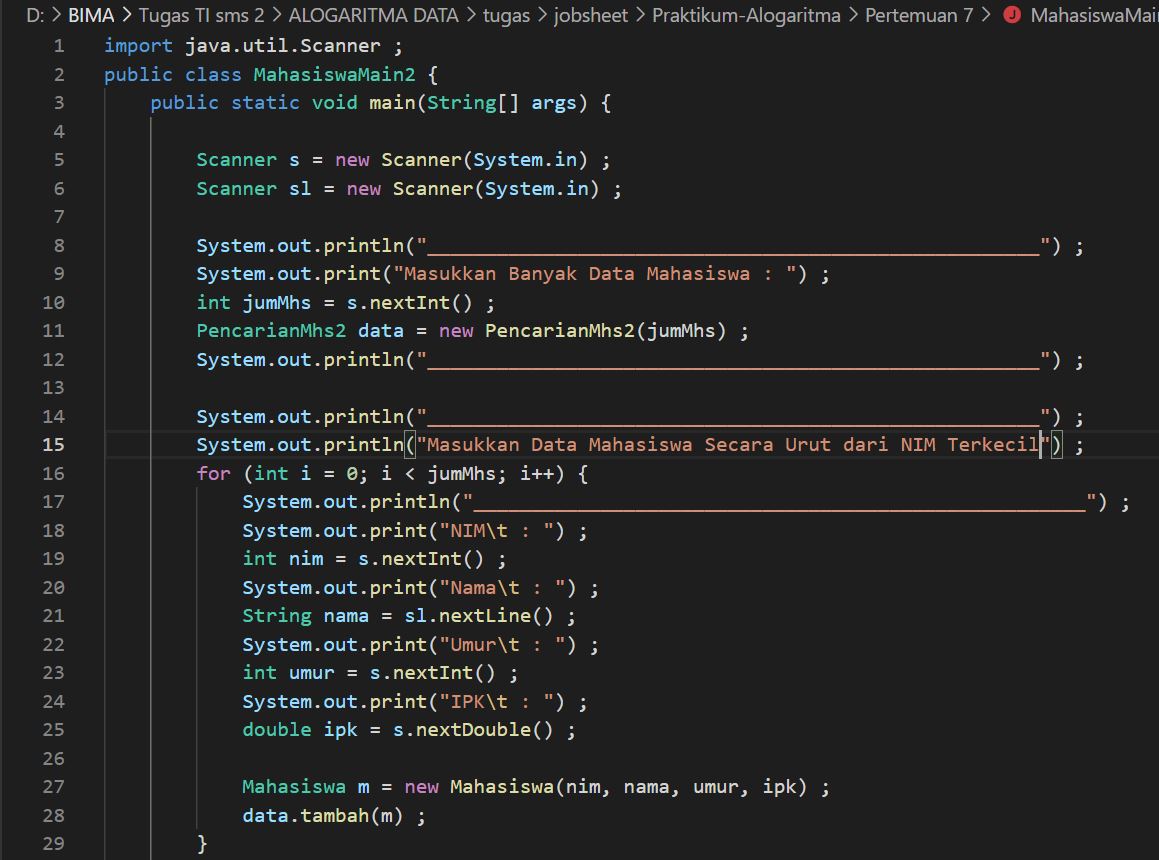 D: > BIMA > Tugas TI sms 2 > ALOGARITMA DATA > tugas > jobsheet > Praktikum-Alogaritma > Pertemuan 7 > J MahasiswaMai
1 import java.util.Scanner ;
2 public class MahasiswaMain2 {
3 public static void main(String[] args) {
4
5 Scanner s = new Scanner(System.in) ;
6 Scanner sl = new Scanner(System.in) ;
7
8 System.out.println("_____________________________________________________") ;
9 System.out.print("Masukkan Banyak Data Mahasiswa : ") ;
10 int jumMhs = s.nextInt() ;
11 PencarianMhs2 data = new PencarianMhs2(jumMhs) ;
12 System.out.println("_____________________________________________________") ;
13
14 System.out.println("_____________________________________________________") ;
15 System.out.println("Masukkan Data Mahasiswa Secara Urut dari NIM Terkecil") ;
16 for (int i = 0; i < jumMhs; i++) {
17 System.out.println("_____________________________________________________") ;
18 System.out.print("NIM\t : ") ;
19 int nim = s.nextInt() ;
20 System.out.print("Nama\t : ") ;
21 String nama = sl.nextLine() ;
22 System.out.print("Umur\t : ") ;
23 int umur = s.nextInt() ;
24 System.out.print("IPK\t : ") ;
25 double ipk = s.nextDouble() ;
26
27 Mahasiswa m = new Mahasiswa(nim, nama, umur, ipk) ;
28 data.tambah(m) ;
29 }